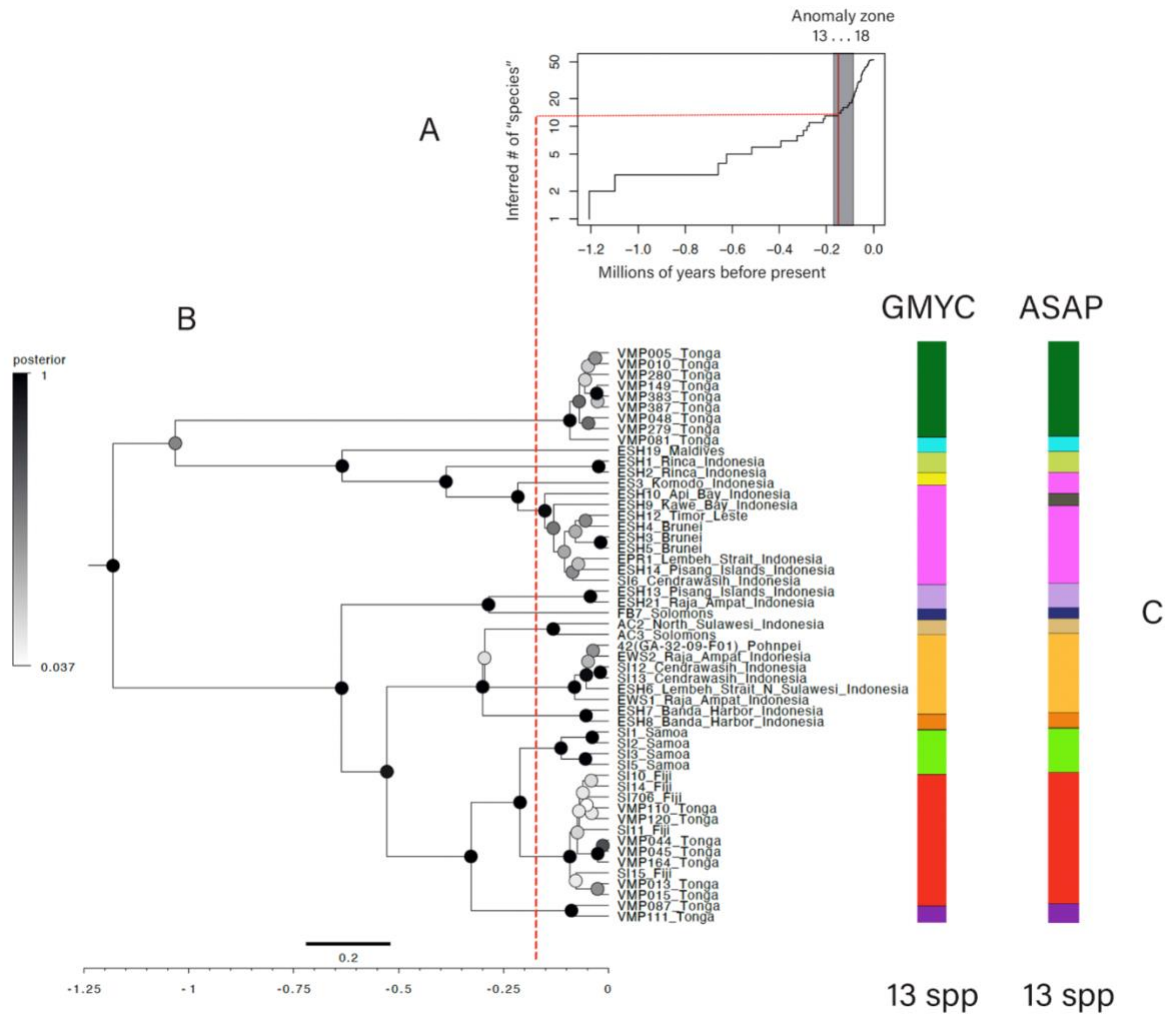 Anomaly zone
13 . . . 18
A
Inferred # of "species"
50
20
10
5
2
1
-1.2
-1.0
-0.8
-0.6
-0.4
-0.2
0.0
Millions of years before present
B
GMYC
ASAP
posterior
1
0.037
VMP005_Tonga
VMP010_Tonga
VMP280_Tonga
VMP149_Tonga
VMP383_Tonga
VMP387_Tonga
VMP048_Tonga
VMP279_Tonga
VMP081_Tonga
ESH19_Maldives
ESH1_Rinca_Indonesia
ESH2_Rinca_Indonesia
ES3_Komodo_Indonesia
ESH10_Api_Bay_Indonesia
ESH9_Kawe_Bay_Indonesia
ESH12_Timor_Leste
ESH4_Brunei
ESH3_Brunei
ESH5_Brunei
EPR1_Lembeh_Strait_Indonesia
ESH14_Pisang_Islands_Indonesia
SI6_Cendrawasih_Indonesia
ESH13_Pisang_Islands_Indonesia
ESH21_Raja_Ampat_Indonesia
FB7_Solomons
AC2_North_Sulawesi_Indonesia
AC3_Solomons
42(GA-32-09-F01)_Pohnpei
EWS2_Raja_Ampat_Indonesia
SI12_Cendrawasih_Indonesia
SI13_Cendrawasih_Indonesia
ESH6_Lembeh_Strait_N_Sulawesi_Indonesia
EWS1_Raja_Ampat_Indonesia
ESH7_Banda_Harbor_Indonesia
ESH8_Banda_Harbor_Indonesia
SI1_Samoa
SI2_Samoa
SI3_Samoa
SI5_Samoa
SI10_Fiji
SI14_Fiji
SI706_Fiji
VMP110_Tonga
VMP120_Tonga
SI11_Fiji
VMP044_Tonga
VMP045_Tonga
VMP164_Tonga
SI15_Fiji
VMP013_Tonga
VMP015_Tonga
VMP087_Tonga
VMP111_Tonga
C
0.2
-1.25
-1
-0.75
-0.5
-0.25
0
13 spp
13 spp